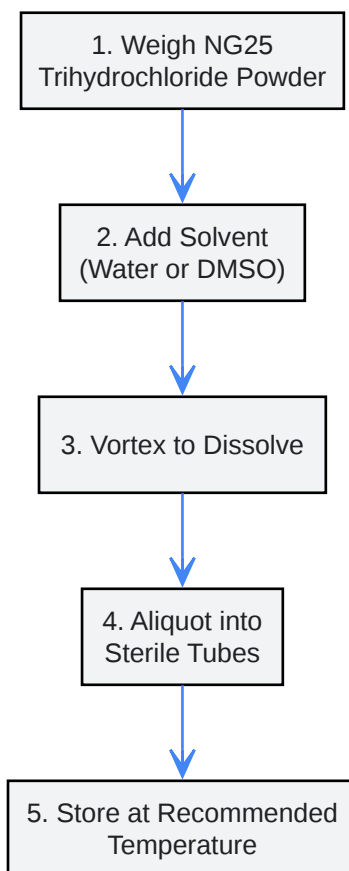 1. Weigh NG25
Trihydrochloride Powder
2. Add Solvent
(Water or DMSO)
3. Vortex to Dissolve
4. Aliquot into
Sterile Tubes
5. Store at Recommended
Temperature